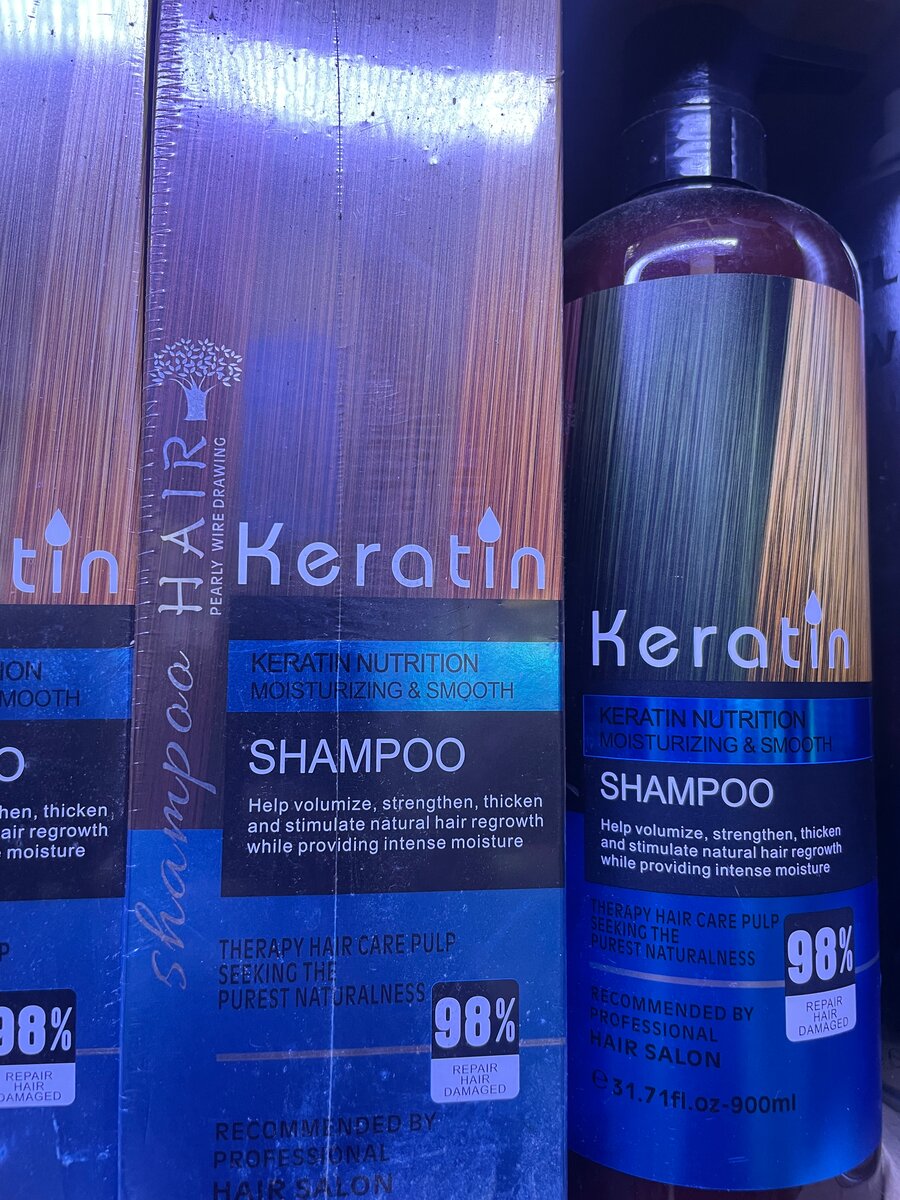 tin
ION
MOOTH
O
hen, thicken
air regrowth
e moisture
P
98%
REPAIR
HAIR
DAMAGED
shampoo HAIR
PEARLY WIRE DRAWING
Keratin
KERATIN NUTRITION
MOISTURIZING & SMOOTH
SHAMPOO
Help volumize, strengthen, thicken
and stimulate natural hair regrowth
while providing intense moisture
THERAPY HAIR CARE PULP
SEEKING THE
PUREST NATURALNESS
98%
REPAIR
HAIR
DAMAGED
RECOMMENDED BY
PROFESSIONAL
HAIR SALON
Keratin
KERATIN NUTRITION
MOISTURIZING & SMOOTH
SHAMPOO
Help volumize, strengthen, thicken
and stimulate natural hair regrowth
while providing intense moisture
THERAPY HAIR CARE PULP
SEEKING THE
PUREST NATURALNESS
98%
REPAIR
HAIR
DAMAGED
RECOMMENDED BY
PROFESSIONAL
HAIR SALON
℮ 31.71fl.oz-900ml